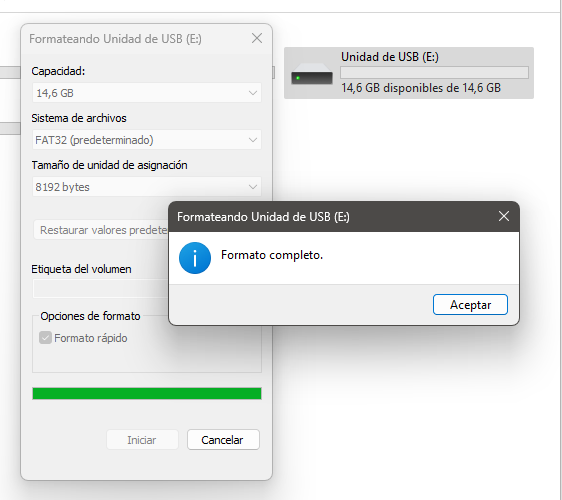 Formateando Unidad de USB (E:)
Capacidad:
14,6 GB
Sistema de archivos
FAT32 (predeterminado)
Tamaño de unidad de asignación
8192 bytes
Restaurar valores predete
Etiqueta del volumen
Opciones de formato
Formato rápido
Iniciar
Cancelar
Unidad de USB (E:)
14,6 GB disponibles de 14,6 GB
Formateando Unidad de USB (E:)
Formato completo.
Aceptar